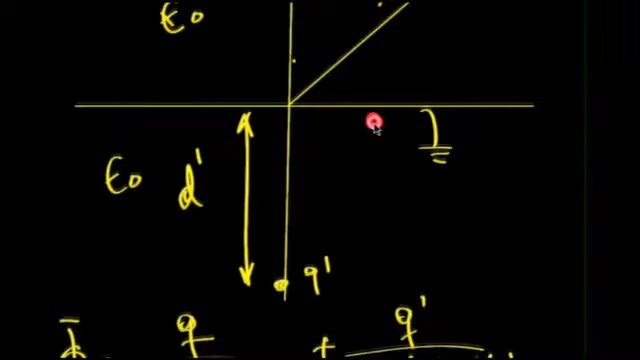 ε₀
ε₀ d'
q'
q + q'